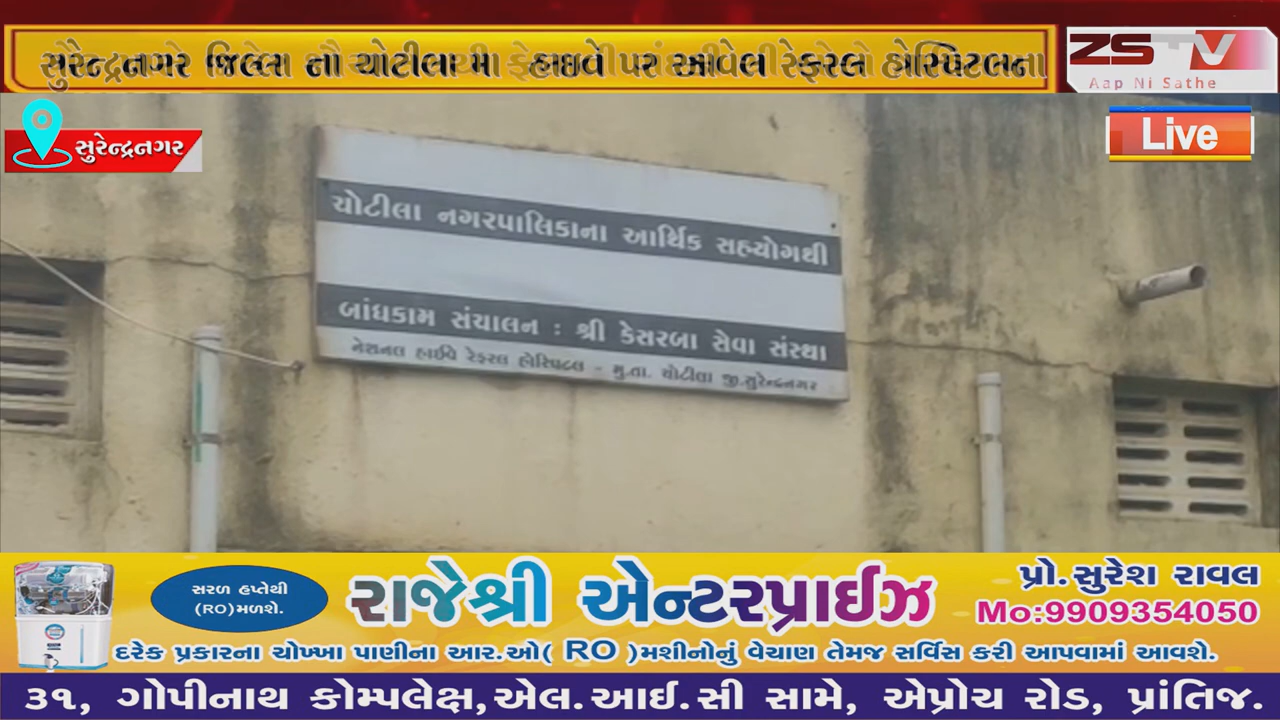 સુરેન્દ્રનગર જિલ્લા ચોટીલા હાઇવે પર રેફરલ હોસ્પિટલના
ZS TV
Aap Ni Sathe
સુરેન્દ્રનગર
Live
ચોટીલા નગરપાલિકાના આર્થિક સહયોગથી
બાંધકામ સંચાલન : શ્રી કેસરબા સેવા સંસ્થા
નેશનલ હાઈવે રેફરલ હોસ્પિટલ - મુ.તા. ચોટીલા જી.સુરેન્દ્રનગર
સરળ હપ્તેથી
(RO)મળશે.
રાજેશ્રી એન્ટરપ્રાઈઝ
પ્રો.સુરેશ રાવલ
Mo:9909354050
દરેક પ્રકારના ચોખ્ખા પાણીના આર.ઓ( RO )મશીનોનું વેચાણ તેમજ સર્વિસ કરી આપવામાં આવશે.
૩૧, ગોપીનાથ કોમ્પલેક્ષ,એલ.આઈ.સી સામે, એપ્રોચ રોડ, પ્રાંતિજ.